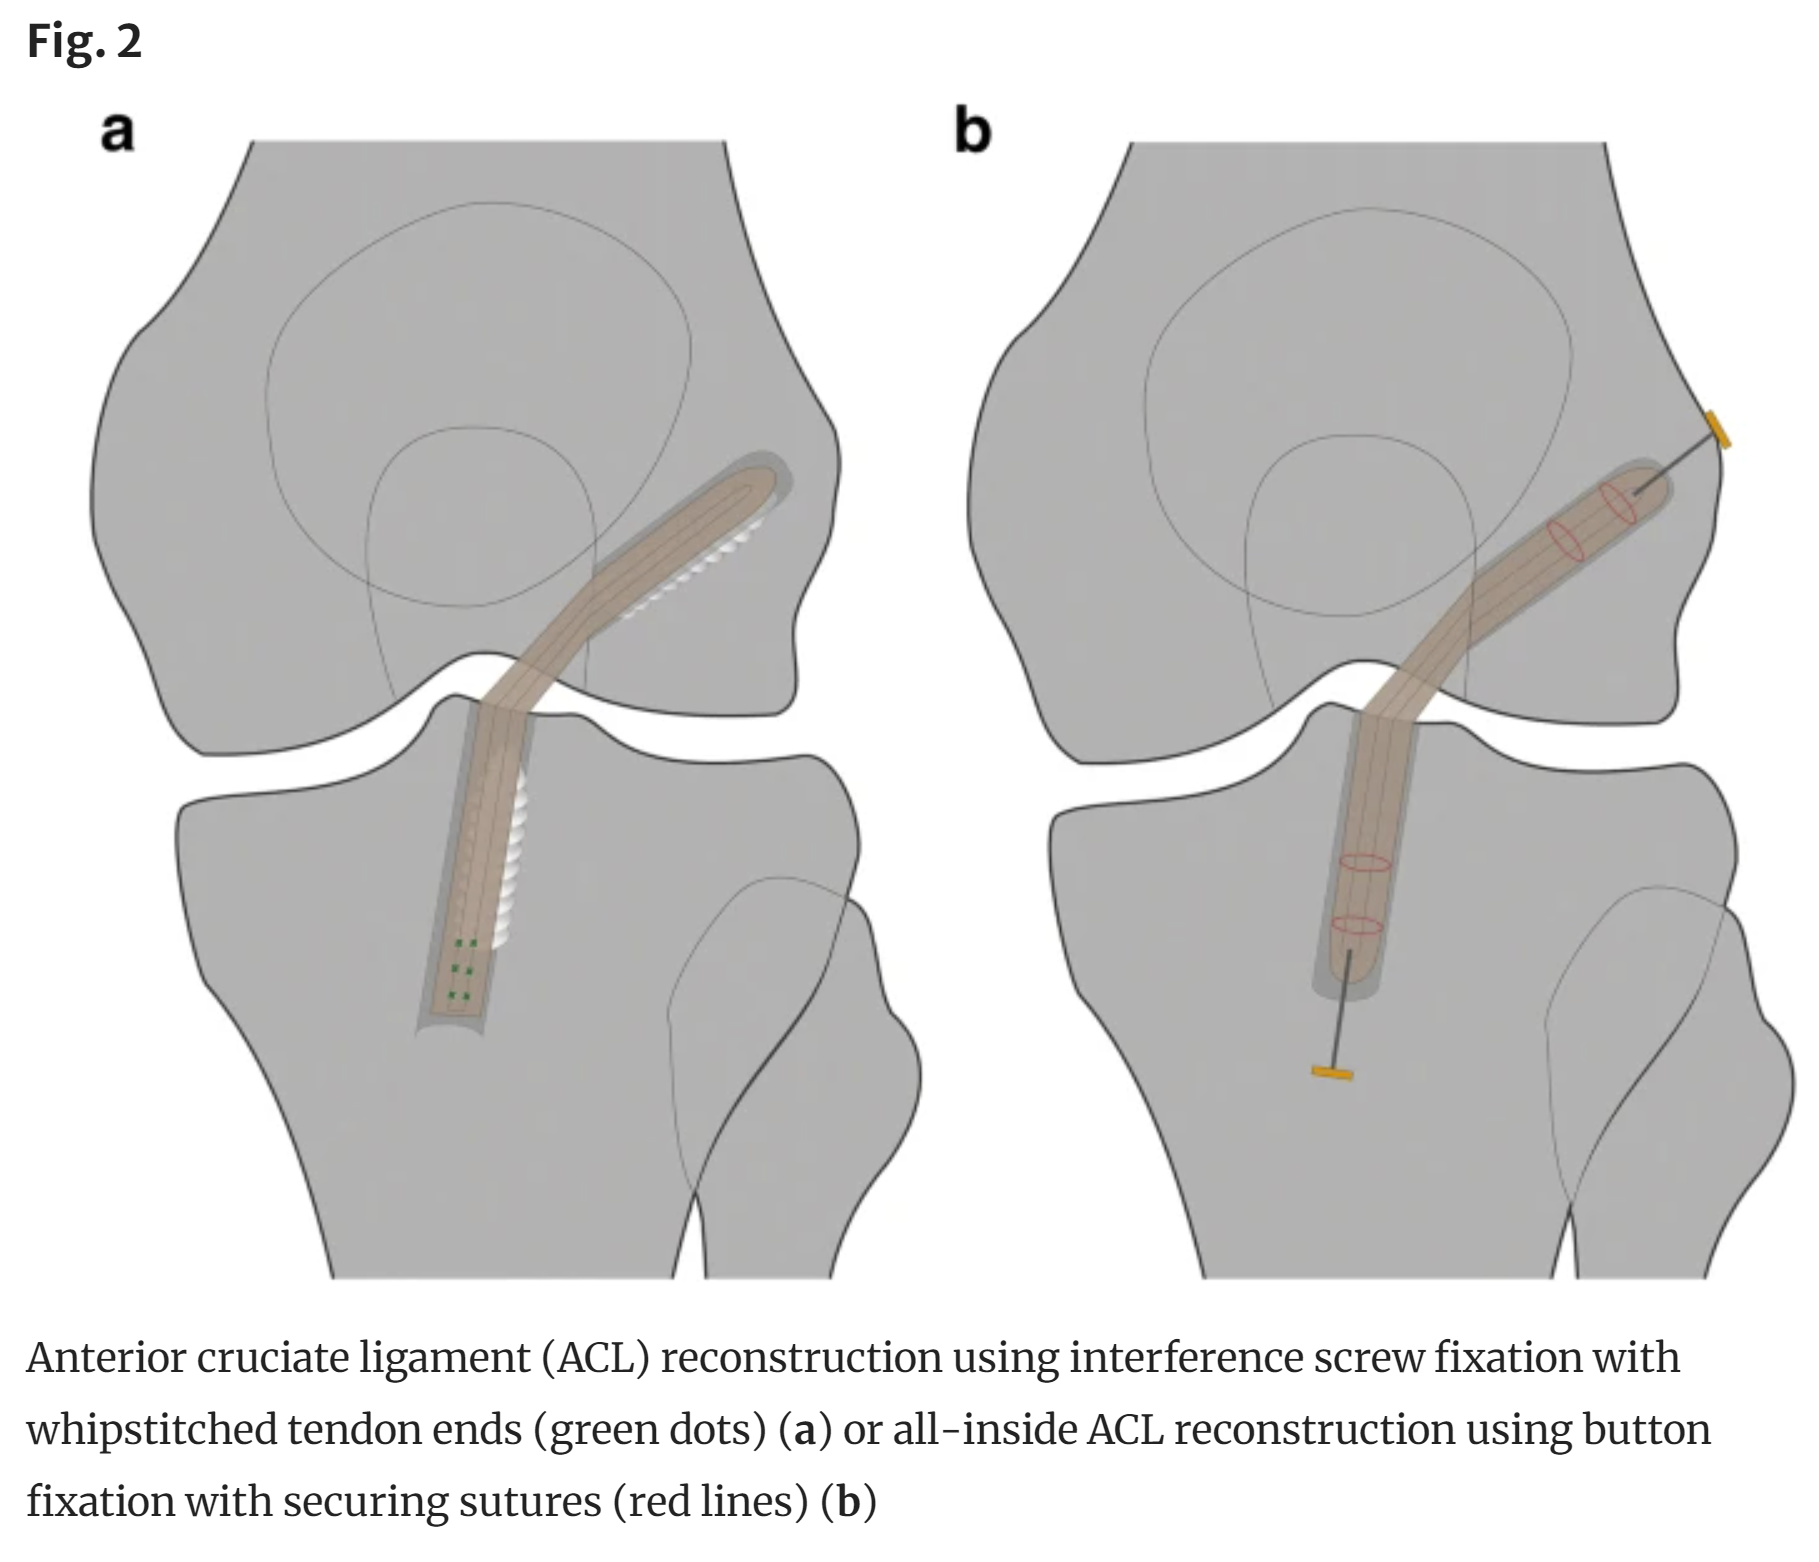 Fig. 2
a
b
Anterior cruciate ligament (ACL) reconstruction using interference screw fixation with
whipstitched tendon ends (green dots) (a) or all-inside ACL reconstruction using button
fixation with securing sutures (red lines) (b)